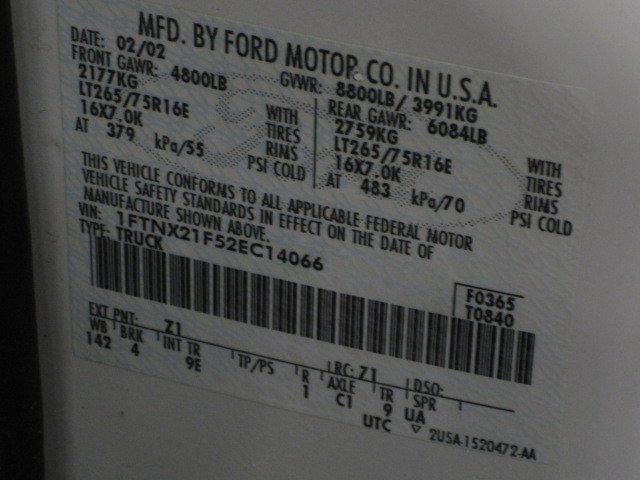 MFD. BY FORD MOTOR CO. IN U.S.A.
DATE: 02/02 GVWR: 8800LB/ 3991KG
FRONT GAWR: 4800LB REAR GAWR: 6084LB
2177KG WITH 2759KG WITH
LT265/75R16E TIRES LT265/75R16E TIRES
16X7.0K RIMS 16X7.0K RIMS
AT 379 kPa/55 PSI COLD AT 483 kPa/70 PSI COLD
THIS VEHICLE CONFORMS TO ALL APPLICABLE FEDERAL MOTOR
VEHICLE SAFETY STANDARDS IN EFFECT ON THE DATE OF
MANUFACTURE SHOWN ABOVE.
VIN: 1FTNX21F52EC14066
TYPE: TRUCK
F0365
T0840
EXT PNT: Z1 RC: Z1 DSO:
WB BRK INT TR TP/PS R AXLE TR SPR
142 4 9E 1 C1 9 UA
UTC ▽ 2USA-1520472-AA